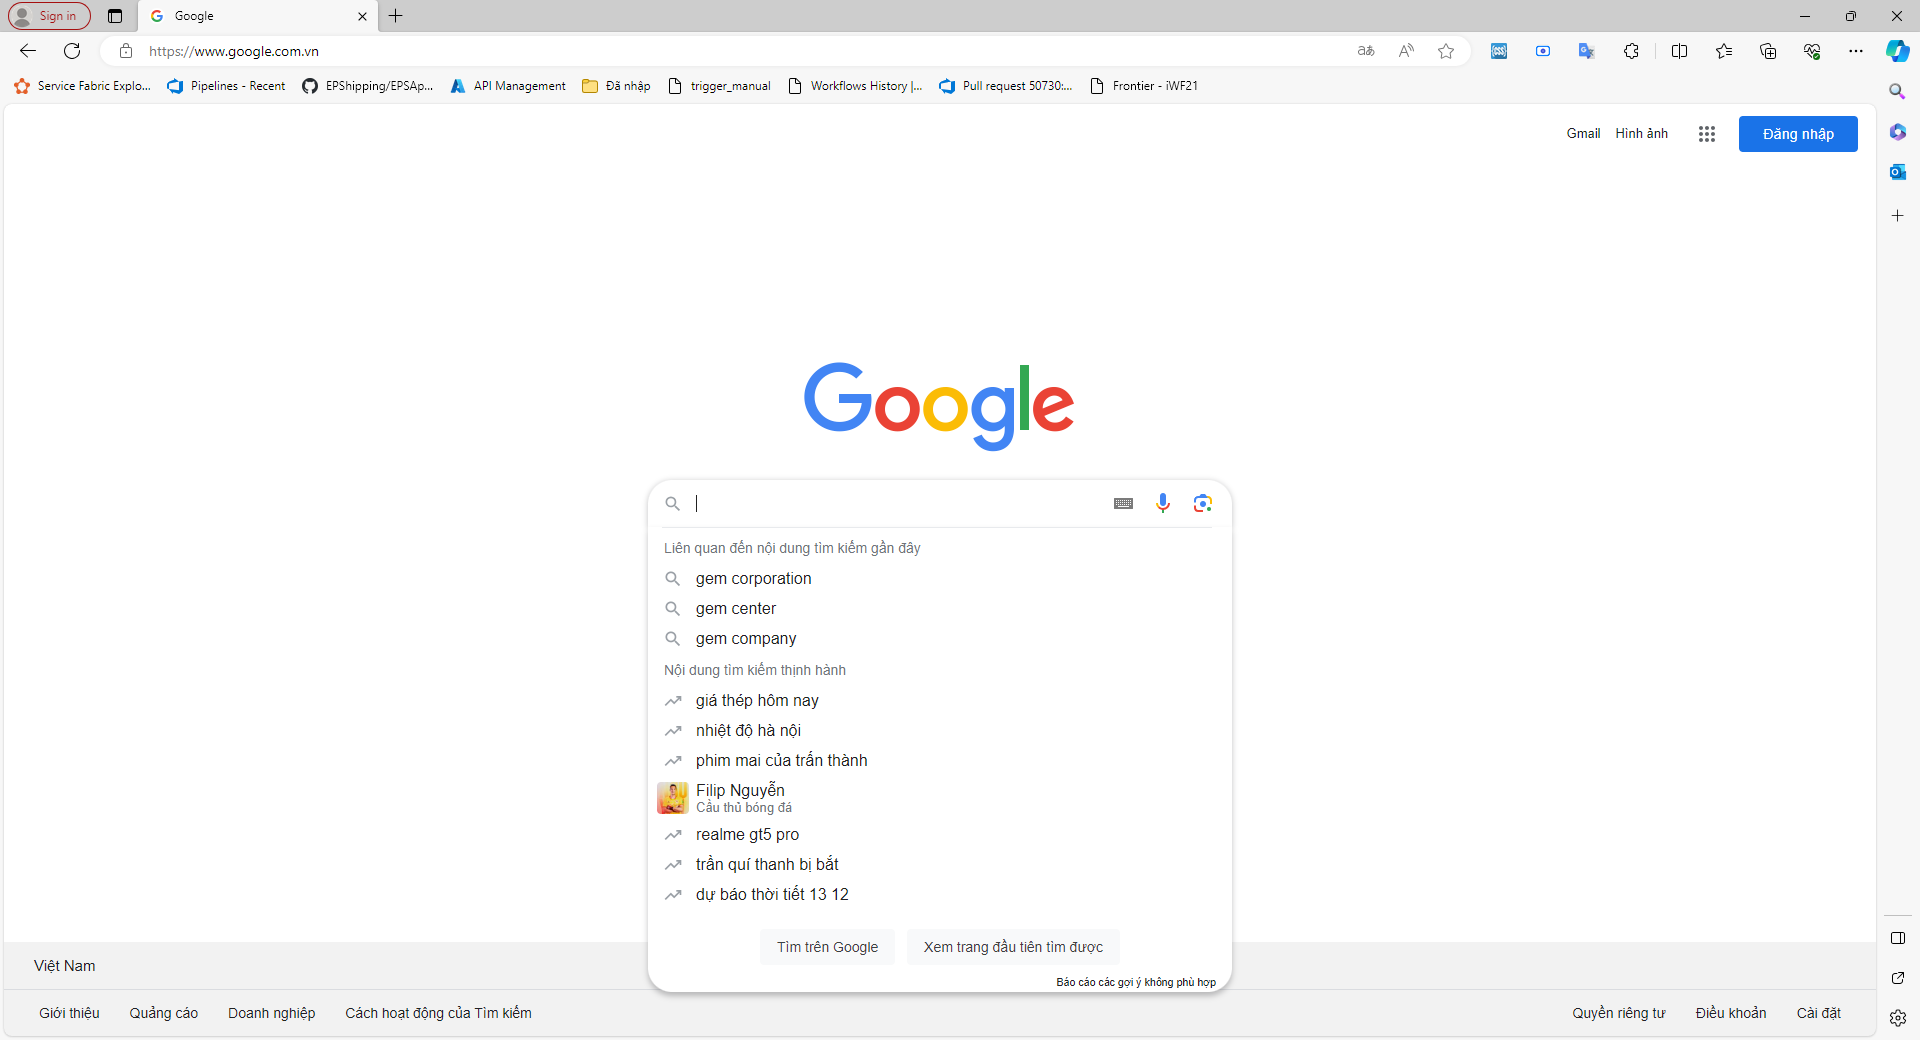 Sign in
Google
https://www.google.com.vn
Service Fabric Explo...
Pipelines - Recent
EPShipping/EPSAp...
API Management
Đã nhập
trigger_manual
Workflows History |...
Pull request 50730:...
Frontier - iWF21
Gmail
Hình ảnh
Đăng nhập
Google
Liên quan đến nội dung tìm kiếm gần đây
gem corporation
gem center
gem company
Nội dung tìm kiếm thịnh hành
giá thép hôm nay
nhiệt độ hà nội
phim mai của trấn thành
Filip Nguyễn
Cầu thủ bóng đá
realme gt5 pro
trần quí thanh bị bắt
dự báo thời tiết 13 12
Tìm trên Google
Xem trang đầu tiên tìm được
Báo cáo các gợi ý không phù hợp
Việt Nam
Giới thiệu
Quảng cáo
Doanh nghiệp
Cách hoạt động của Tìm kiếm
Quyền riêng tư
Điều khoản
Cài đặt